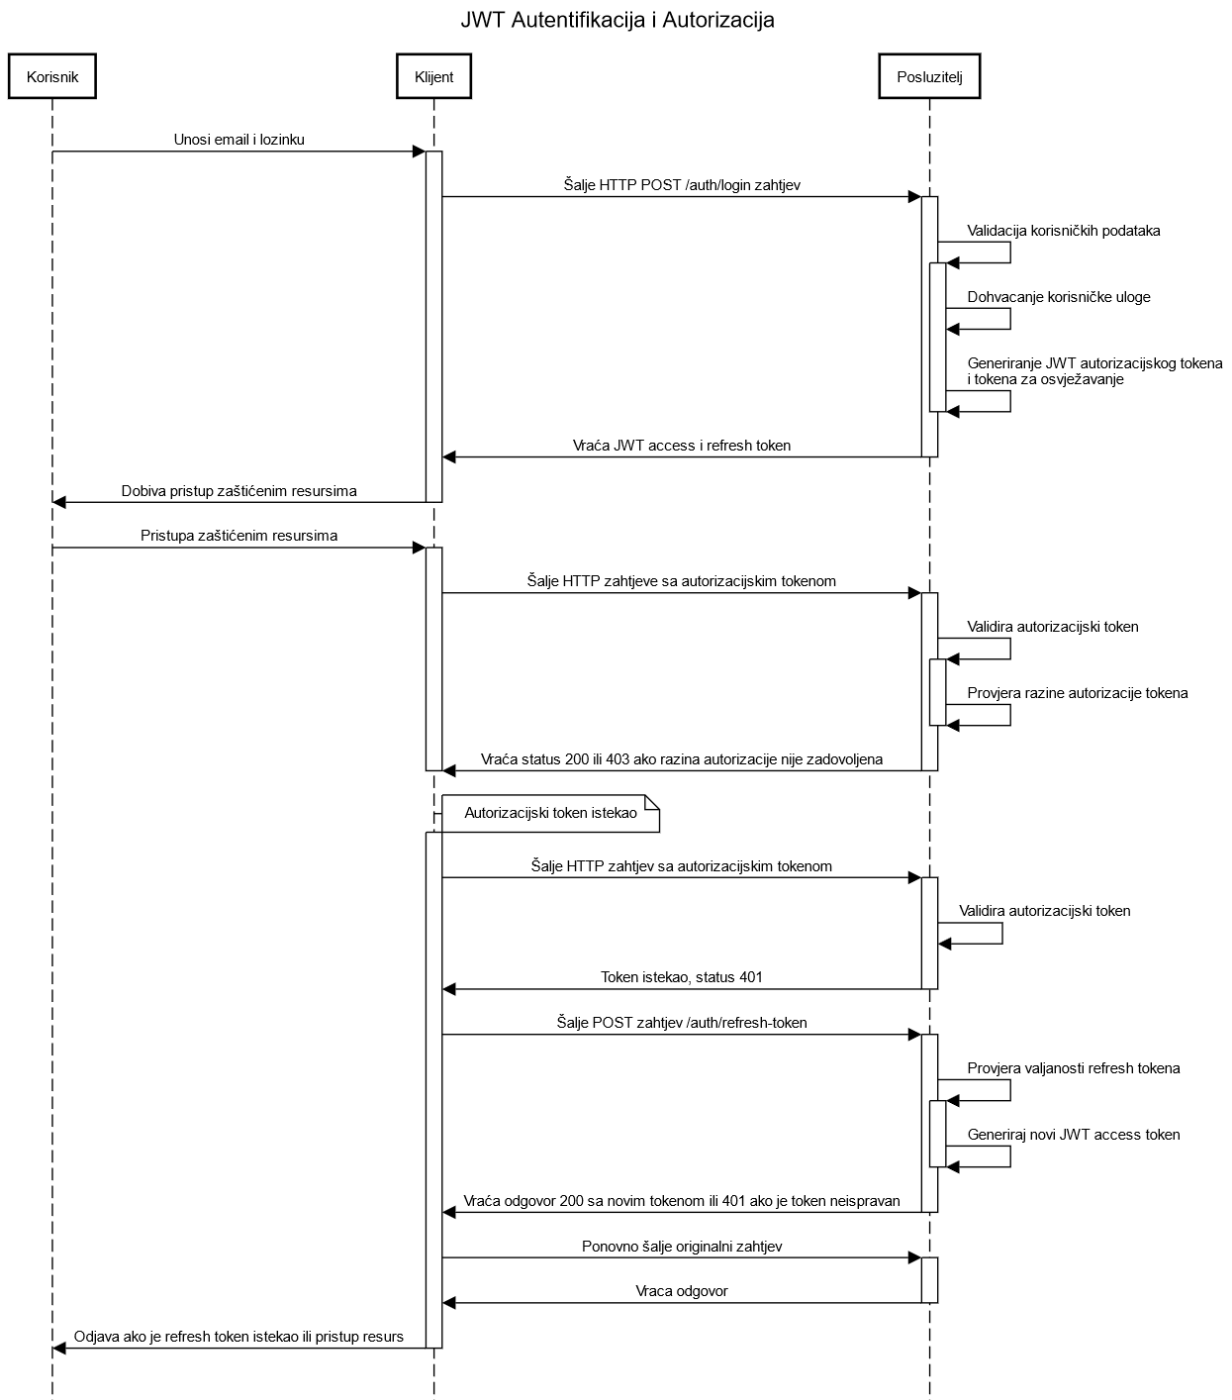 JWT Autentifikacija i Autorizacija
Korisnik
Klijent
Posluzitelj
Unosi email i lozinku
Šalje HTTP POST /auth/login zahtjev
Validacija korisničkih podataka
Dohvacanje korisničke uloge
Generiranje JWT autorizacijskog tokena
i tokena za osvježavanje
Vraća JWT access i refresh token
Dobiva pristup zaštićenim resursima
Pristupa zaštićenim resursima
Šalje HTTP zahtjeve sa autorizacijskim tokenom
Validira autorizacijski token
Provjera razine autorizacije tokena
Vraća status 200 ili 403 ako razina autorizacije nije zadovoljena
Autorizacijski token istekao
Šalje HTTP zahtjev sa autorizacijskim tokenom
Validira autorizacijski token
Token istekao, status 401
Šalje POST zahtjev /auth/refresh-token
Provjera valjanosti refresh tokena
Generiraj novi JWT access token
Vraća odgovor 200 sa novim tokenom ili 401 ako je token neispravan
Ponovno šalje originalni zahtjev
Vraca odgovor
Odjava ako je refresh token istekao ili pristup resurs